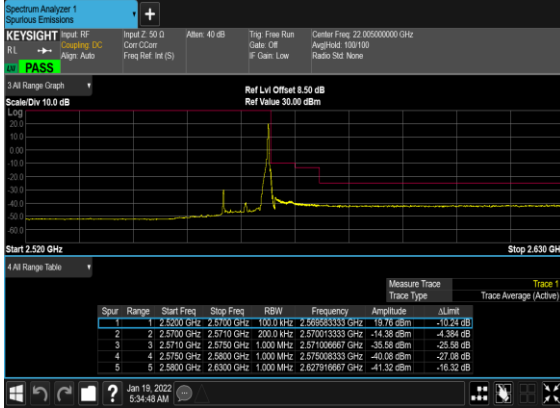 Spectrum Analyzer 1
Spurious Emissions
+
KEYSIGHT Input: RF Input Z: 50 Ω Atten: 40 dB Trig: Free Run Center Freq: 22.005000000 GHz
RL Coupling: DC Corr CCorr Gate: Off Avg|Hold: 100/100
Align: Auto Freq Ref: Int (S) IF Gain: Low Radio Std: None
LXI PASS
3 All Range Graph
Ref Lvl Offset 8.50 dB
Scale/Div 10.0 dB Ref Value 30.00 dBm
Log
20.0
10.0
0.00
-10.0
-20.0
-30.0
-40.0
-50.0
-60.0
Start 2.520 GHz Stop 2.630 GH
4 All Range Table
Measure Trace Trace 1
Trace Type Trace Average (Active)
Spur Range Start Freq Stop Freq RBW Frequency Amplitude ΔLimit
1 1 2.5200 GHz 2.5700 GHz 100.0 kHz 2.569583333 GHz 19.76 dBm -10.24 dB
2 2 2.5700 GHz 2.5710 GHz 200.0 kHz 2.570013333 GHz -14.38 dBm -4.384 dB
3 3 2.5710 GHz 2.5750 GHz 1.000 MHz 2.571006667 GHz -35.58 dBm -25.58 dB
4 4 2.5750 GHz 2.5800 GHz 1.000 MHz 2.575008333 GHz -40.08 dBm -27.08 dB
5 5 2.5800 GHz 2.6300 GHz 1.000 MHz 2.627916667 GHz -41.32 dBm -16.32 dB
? Jan 19, 2022
5:34:48 AM